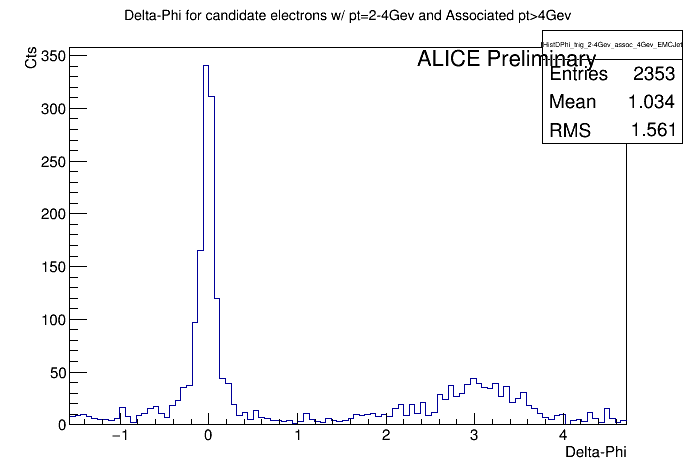 Delta-Phi for candidate electrons w/ pt=2-4Gev and Associated pt>4Gev
Cts
ALICE Preliminary
HistDPhi_trig_2-4Gev_assoc_4Gev_EMCJet
Entries 2353
Mean 1.034
RMS 1.561
350
300
250
200
150
100
50
0
−1 0 1 2 3 4
Delta-Phi